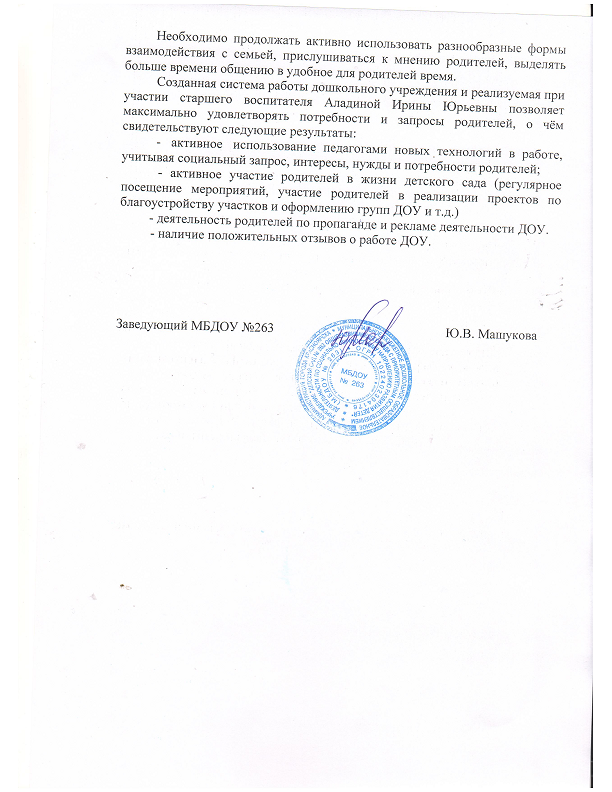 Необходимо продолжать активно использовать разнообразные формы
взаимодействия с семьей, прислушиваться к мнению родителей, выделять
больше времени общению в удобное для родителей время.
Созданная система работы дошкольного учреждения и реализуемая при
участии старшего воспитателя Аладиной Ирины Юрьевны позволяет
максимально удовлетворять потребности и запросы родителей, о чём
свидетельствуют следующие результаты:
- активное использование педагогами новых технологий в работе,
учитывая социальный запрос, интересы, нужды и потребности родителей;
- активное участие родителей в жизни детского сада (регулярное
посещение мероприятий, участие родителей в реализации проектов по
благоустройству участков и оформлению групп ДОУ и т.д.)
- деятельность родителей по пропаганде и рекламе деятельности ДОУ.
- наличие положительных отзывов о работе ДОУ.
Заведующий МБДОУ №263
Ю.В. Машукова
МБДОУ
№ 263